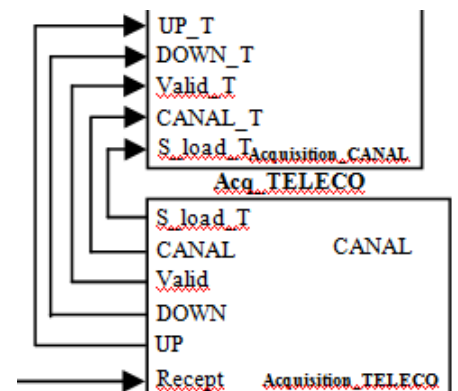 UP_T
DOWN_T
Valid_T
CANAL_T
S_load_T
Acquisition_CANAL
Acq_TELECO
S_load_T
CANAL CANAL
Valid
DOWN
UP
Recept Acquisition_TELECO